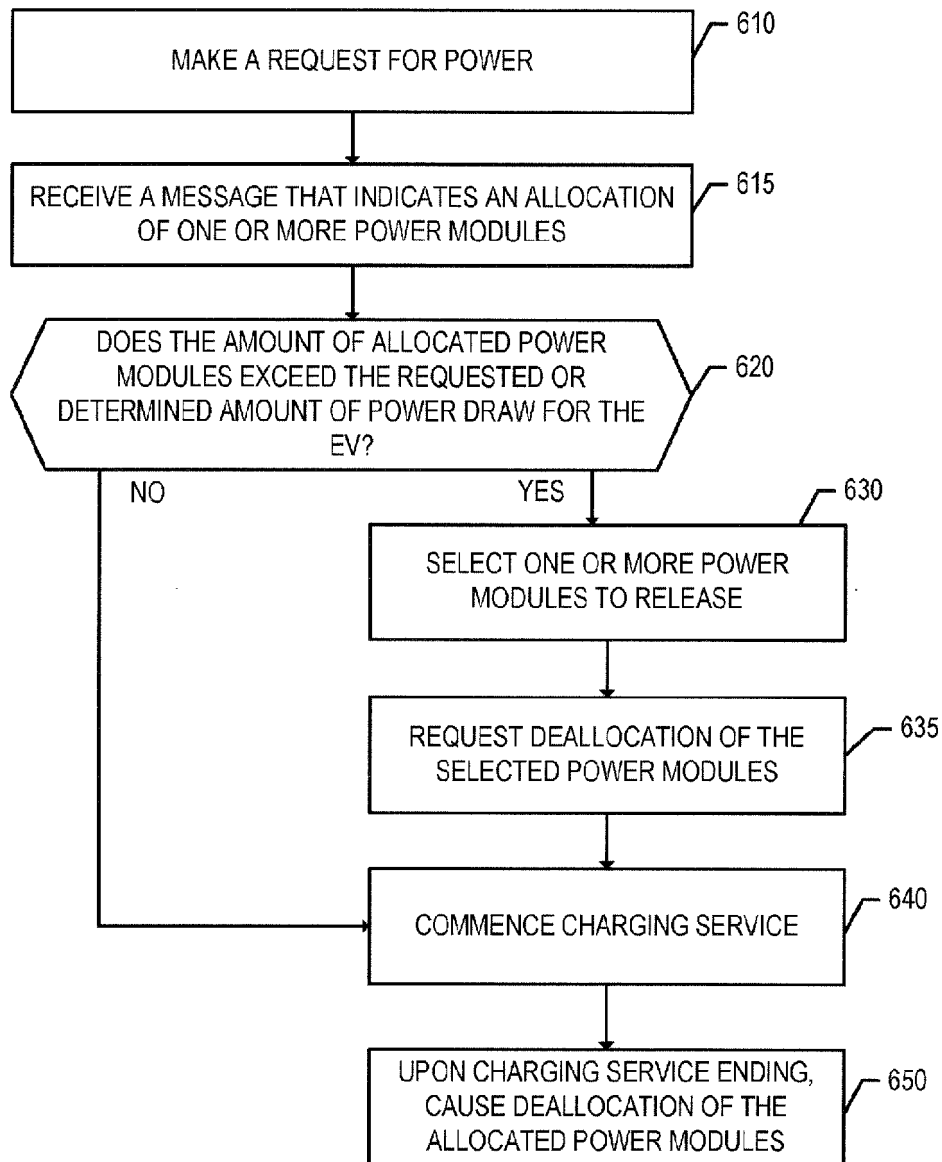 610
MAKE A REQUEST FOR POWER
615
RECEIVE A MESSAGE THAT INDICATES AN ALLOCATION
OF ONE OR MORE POWER MODULES
DOES THE AMOUNT OF ALLOCATED POWER
MODULES EXCEED THE REQUESTED OR
DETERMINED AMOUNT OF POWER DRAW FOR THE
EV?
620
NO
YES
630
SELECT ONE OR MORE POWER
MODULES TO RELEASE
635
REQUEST DEALLOCATION OF THE
SELECTED POWER MODULES
640
COMMENCE CHARGING SERVICE
650
UPON CHARGING SERVICE ENDING,
CAUSE DEALLOCATION OF THE
ALLOCATED POWER MODULES